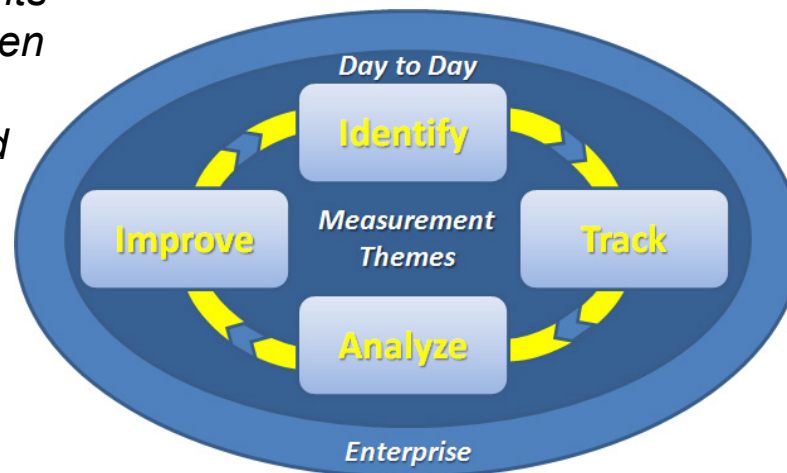 Day to Day
Identify
Improve
Measurement
Themes
Track
Analyze
Enterprise